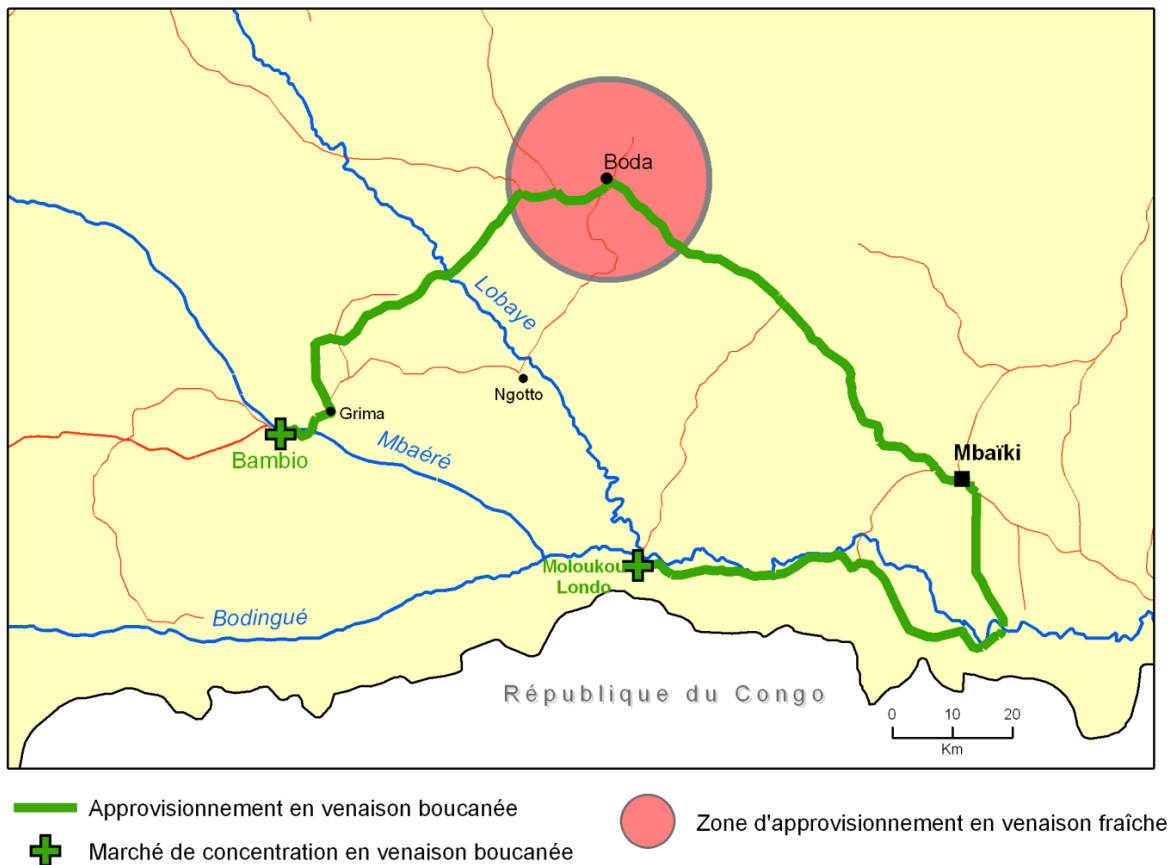 Boda
Lobaye
Ngotto
Grima
Bambio
Mbaéré
Mbaïki
Moloukou
Londo
Bodingué
République du Congo
0 10 20
Km
Approvisionnement en venaison boucanée
Marché de concentration en venaison boucanée
Zone d'approvisionnement en venaison fraîche